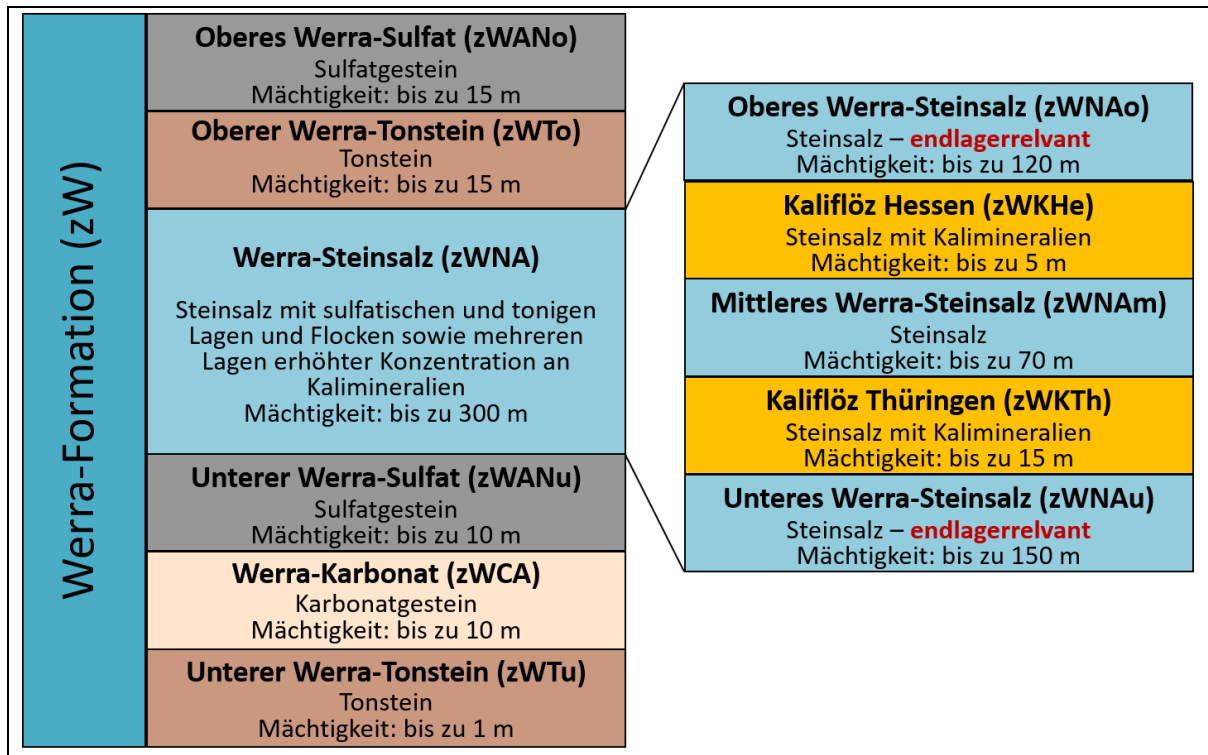 Werra-Formation (zW)
Oberes Werra-Sulfat (zWANo)
Sulfatgestein
Mächtigkeit: bis zu 15 m
Oberer Werra-Tonstein (zWTo)
Tonstein
Mächtigkeit: bis zu 15 m
Werra-Steinsalz (zWNA)
Steinsalz mit sulfatischen und tonigen
Lagen und Flocken sowie mehreren
Lagen erhöhter Konzentration an
Kalimineralien
Mächtigkeit: bis zu 300 m
Unterer Werra-Sulfat (zWANu)
Sulfatgestein
Mächtigkeit: bis zu 10 m
Werra-Karbonat (zWCA)
Karbonatgestein
Mächtigkeit: bis zu 10 m
Unterer Werra-Tonstein (zWTu)
Tonstein
Mächtigkeit: bis zu 1 m
Oberes Werra-Steinsalz (zWNAo)
Steinsalz – endlagerrelvant
Mächtigkeit: bis zu 120 m
Kaliflöz Hessen (zWKHe)
Steinsalz mit Kalimineralien
Mächtigkeit: bis zu 5 m
Mittleres Werra-Steinsalz (zWNAm)
Steinsalz
Mächtigkeit: bis zu 70 m
Kaliflöz Thüringen (zWKTh)
Steinsalz mit Kalimineralien
Mächtigkeit: bis zu 15 m
Unteres Werra-Steinsalz (zWNAu)
Steinsalz – endlagerrelvant
Mächtigkeit: bis zu 150 m